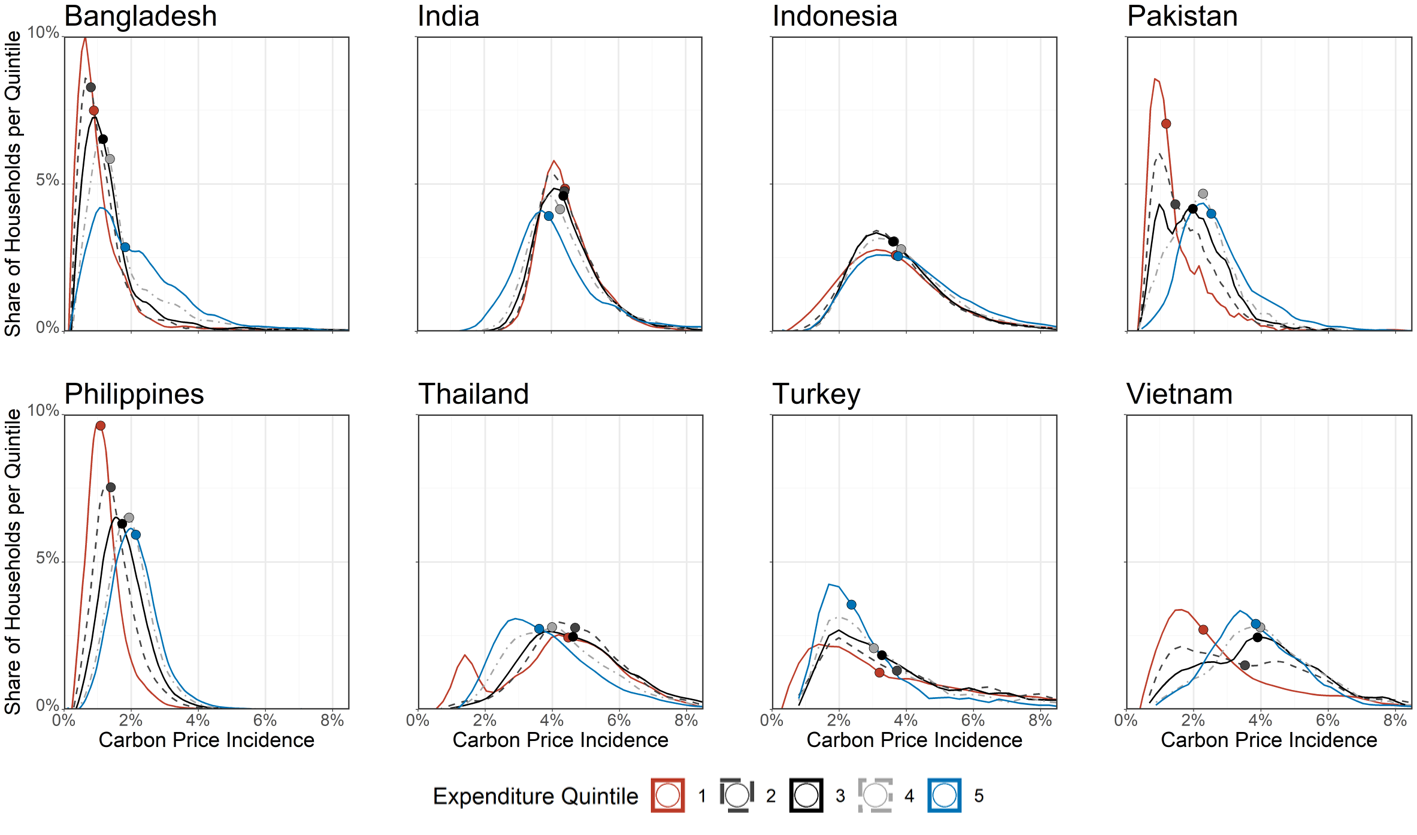 Bangladesh India Indonesia Pakistan
Share of Households per Quintile
10%
5%
0%
Philippines Thailand Turkey Vietnam
Share of Households per Quintile
10%
5%
0%
0% 2% 4% 6% 8% 0% 2% 4% 6% 8% 0% 2% 4% 6% 8% 0% 2% 4% 6% 8%
Carbon Price Incidence Carbon Price Incidence Carbon Price Incidence Carbon Price Incidence
Expenditure Quintile 1 2 3 4 5